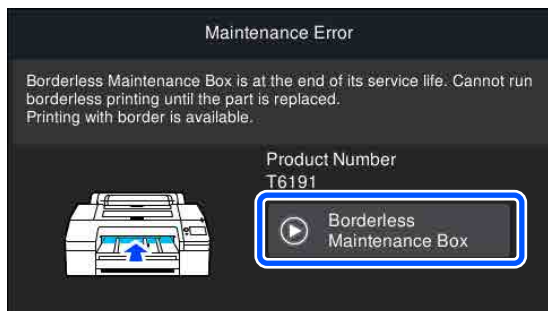 Maintenance Error
Borderless Maintenance Box is at the end of its service life. Cannot run
borderless printing until the part is replaced.
Printing with border is available.
Product Number
T6191
Borderless
Maintenance Box